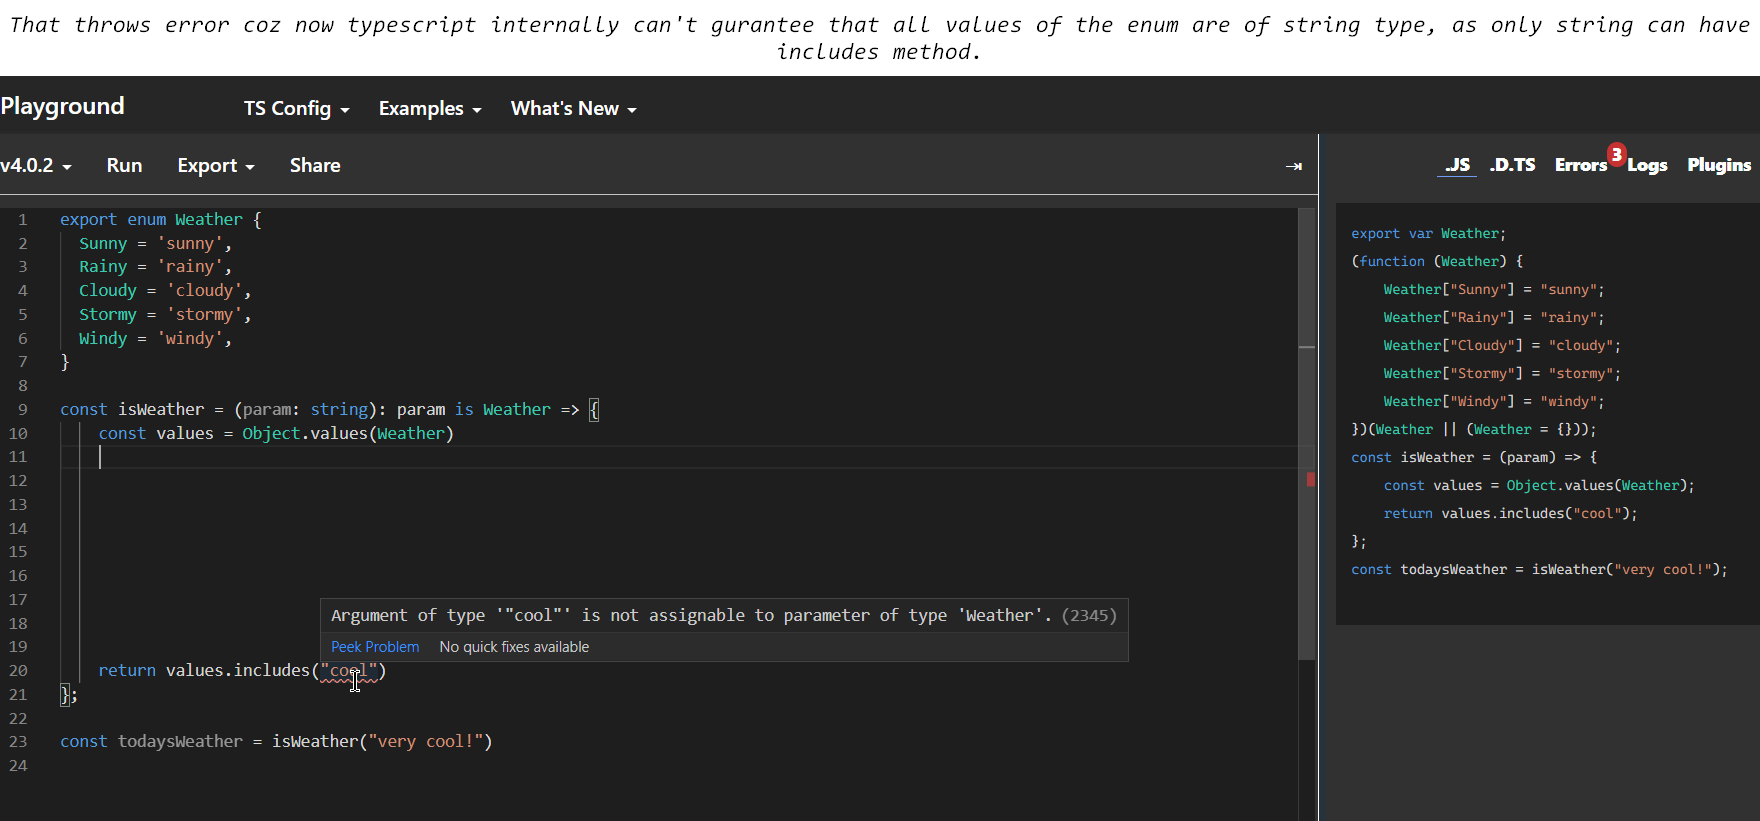 That throws error coz now typescript internally can't gurantee that all values of the enum are of string type, as only string can have
includes method.
Playground
TS Config
Examples
What's New
v4.0.2
Run
Export
Share
.JS
.D.TS
Errors
3
Logs
Plugins
1 export enum Weather {
2 Sunny = 'sunny',
3 Rainy = 'rainy',
4 Cloudy = 'cloudy',
5 Stormy = 'stormy',
6 Windy = 'windy',
7 }
8
9 const isWeather = (param: string): param is Weather => {
10 const values = Object.values(Weather)
11
12
13
14
15
16
17
18
19
Argument of type '"cool"' is not assignable to parameter of type 'Weather'. (2345)
Peek Problem No quick fixes available
20 return values.includes("cool")
21 };
22
23 const todaysWeather = isWeather("very cool!")
24
export var Weather;
(function (Weather) {
Weather["Sunny"] = "sunny";
Weather["Rainy"] = "rainy";
Weather["Cloudy"] = "cloudy";
Weather["Stormy"] = "stormy";
Weather["Windy"] = "windy";
})(Weather || (Weather = {}));
const isWeather = (param) => {
const values = Object.values(Weather);
return values.includes("cool");
};
const todaysWeather = isWeather("very cool!");